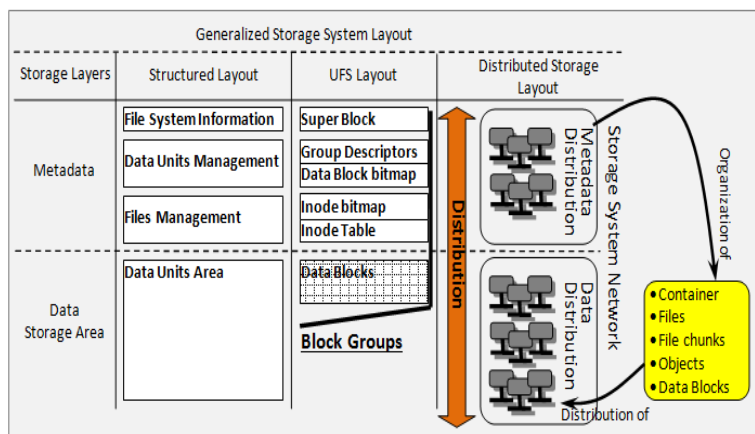 Generalized Storage System Layout
Storage Layers
Structured Layout
UFS Layout
Distributed Storage
Layout
Metadata
File System Information
Data Units Management
Files Management
Super Block
Group Descriptors
Data Block bitmap
Inode bitmap
Inode Table
Distribution
Metadata
Distribution
Storage System Network
Organization of
Data
Storage Area
Data Units Area
Data Blocks
Block Groups
Data
Distribution
Distribution of
•Container
•Files
•File chunks
•Objects
•Data Blocks